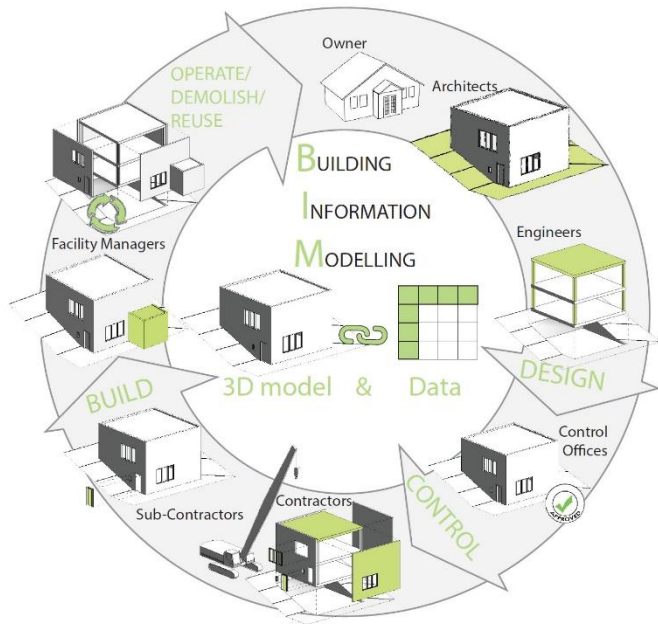 Owner
Architects
OPERATE/
DEMOLISH/
REUSE
BUILDING
INFORMATION
MODELLING
Engineers
Facility Managers
3D model & Data
DESIGN
BUILD
Control
Offices
APPROVED
CONTROL
Contractors
Sub-Contractors